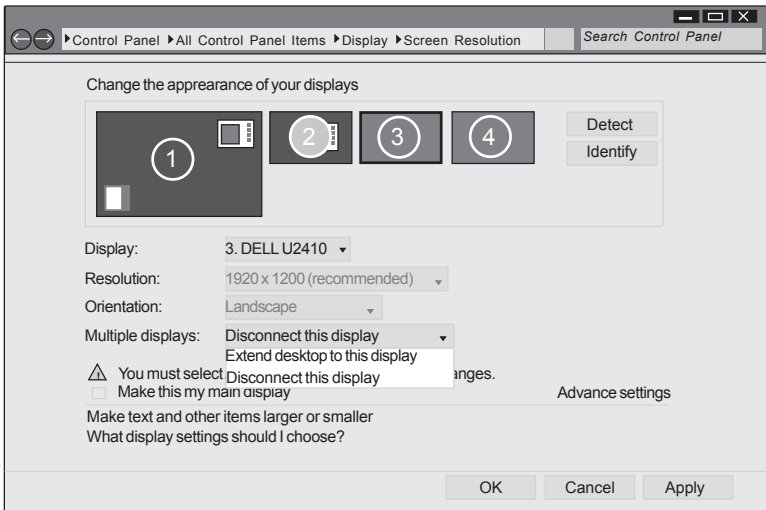 Control Panel All Control Panel Items Display Screen Resolution Search Control Panel
Change the apprearance of your displays
1 2 3 4 Detect
Identify
Display: 3. DELL U2410
Resolution: 1920 x 1200 (recommended)
Orientation: Landscape
Multiple displays: Disconnect this display
Extend desktop to this display
You must select anges.
Disconnect this display
Make this my main display Advance settings
Make text and other items larger or smaller
What display settings should I choose?
OK Cancel Apply